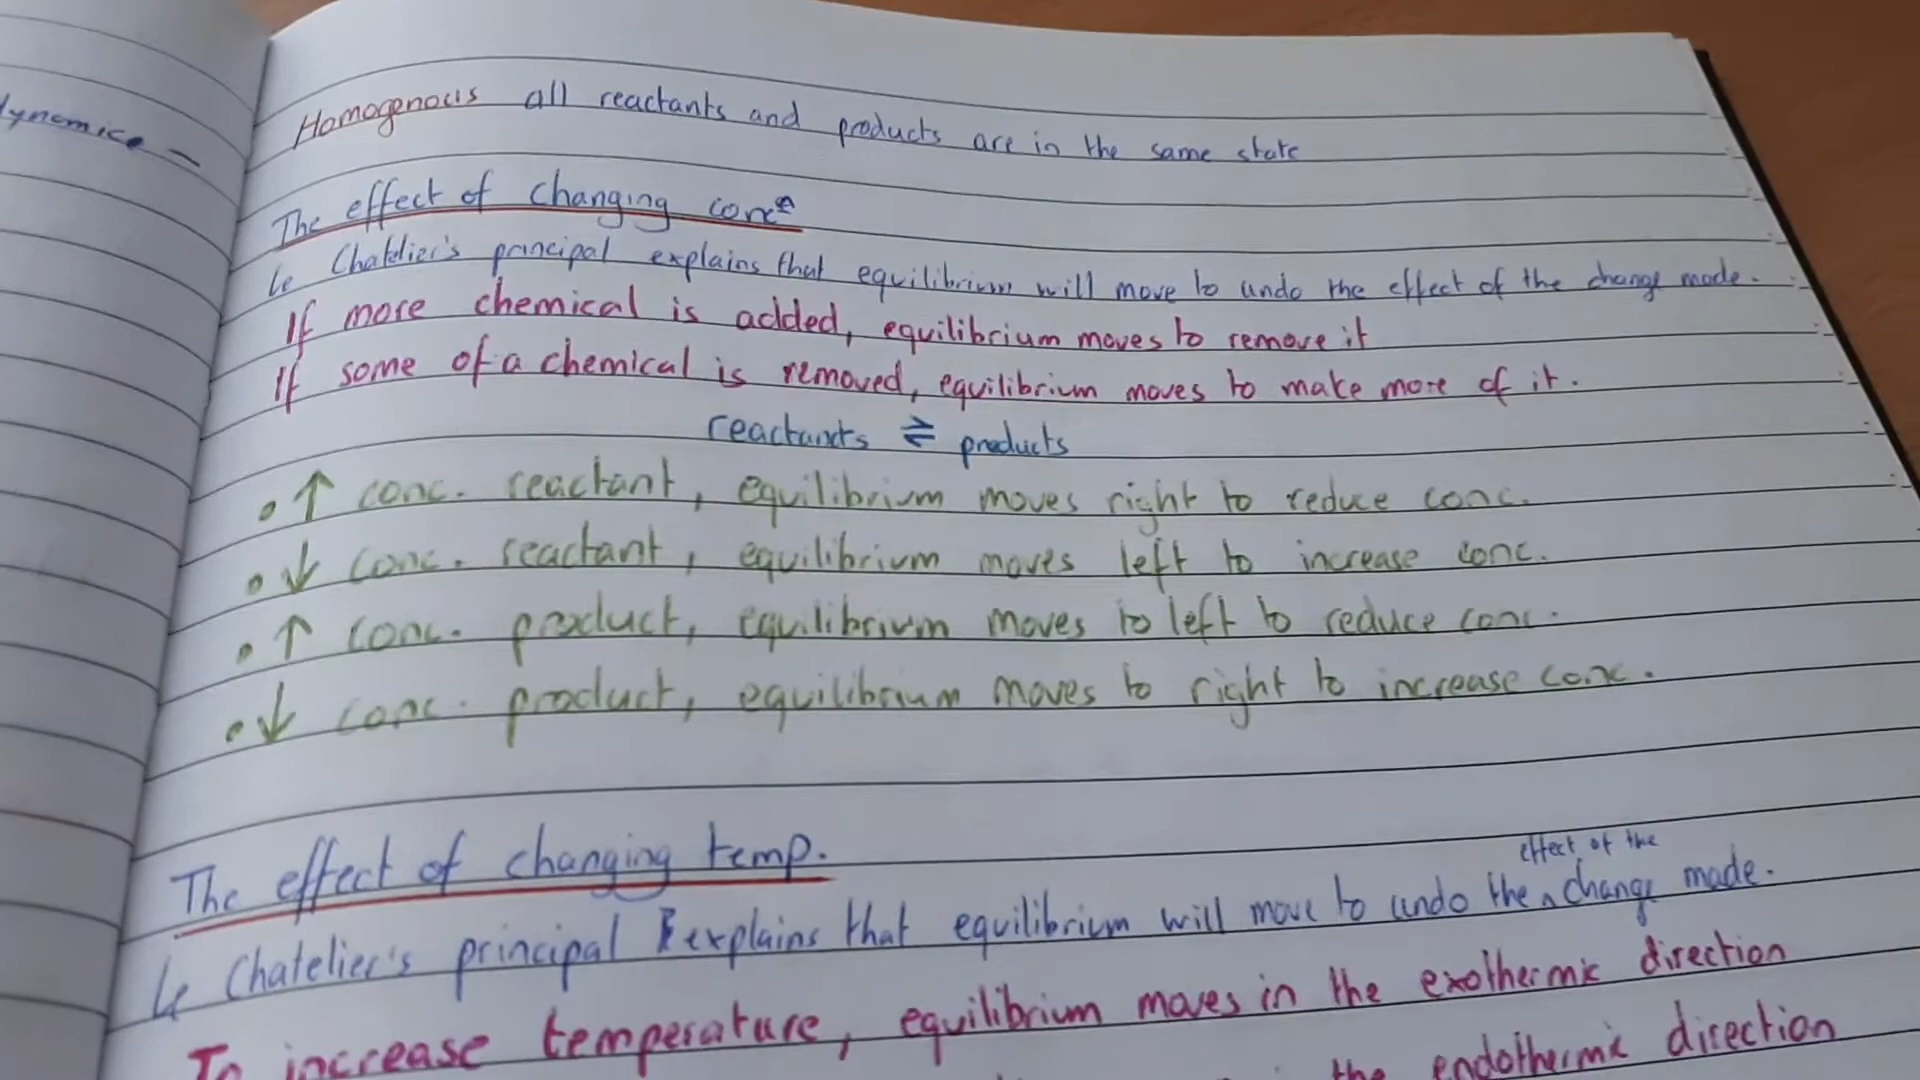 dynamic -
Homogenous all reactants and products are in the same state
The effect of changing conc
Le Chatelier's principal explains that equilibrium will move to undo the effect of the change made.
If more chemical is added, equilibrium moves to remove it
If some of a chemical is removed, equilibrium moves to make more of it.
reactants ⇌ products
• ↑ conc. reactant, equilibrium moves right to reduce conc.
• ↓ conc. reactant, equilibrium moves left to increase conc.
• ↑ conc. product, equilibrium moves to left to reduce conc.
• ↓ conc. product, equilibrium moves to right to increase conc.
The effect of changing temp.
effect of the
Le Chatelier's principal explains that equilibrium will move to undo the ^ change made.
To increase temperature, equilibrium moves in the exothermic direction
the endothermic direction